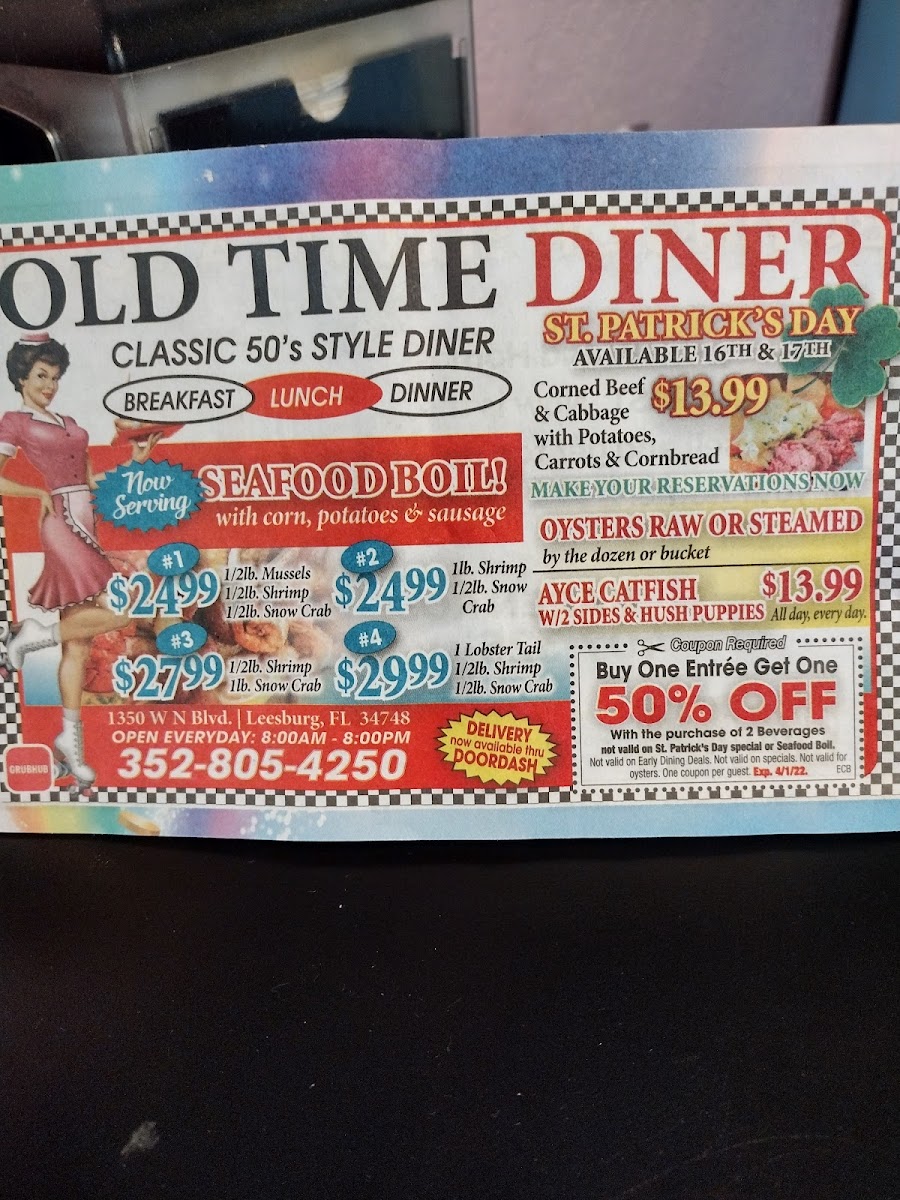 OLD TIME DINER
CLASSIC 50's STYLE DINER
BREAKFAST LUNCH DINNER
Now
Serving
SEAFOOD BOIL!
with corn, potatoes & sausage
#1
$24.99
1/2lb. Mussels
1/2lb. Shrimp
1/2lb. Snow Crab
#2
$24.99
1lb. Shrimp
1/2lb. Snow
Crab
#3
$27.99
1/2lb. Shrimp
1lb. Snow Crab
#4
$29.99
1 Lobster Tail
1/2lb. Shrimp
1/2lb. Snow Crab
1350 W N Blvd. | Leesburg, FL 34748
OPEN EVERYDAY: 8:00AM - 8:00PM
352-805-4250
GRUBHUB
DELIVERY
now available thru
DOORDASH
ST. PATRICK'S DAY
AVAILABLE 16TH & 17TH
Corned Beef
& Cabbage
with Potatoes,
Carrots & Cornbread
$13.99
MAKE YOUR RESERVATIONS NOW
OYSTERS RAW OR STEAMED
by the dozen or bucket
AYCE CATFISH $13.99
W/2 SIDES & HUSH PUPPIES All day, every day.
Coupon Required
Buy One Entrée Get One
50% OFF
With the purchase of 2 Beverages
not valid on St. Patrick's Day special or Seafood Boil.
Not valid on Early Dining Deals. Not valid on specials. Not valid for
oysters. One coupon per guest. Exp. 4/1/22. ECB